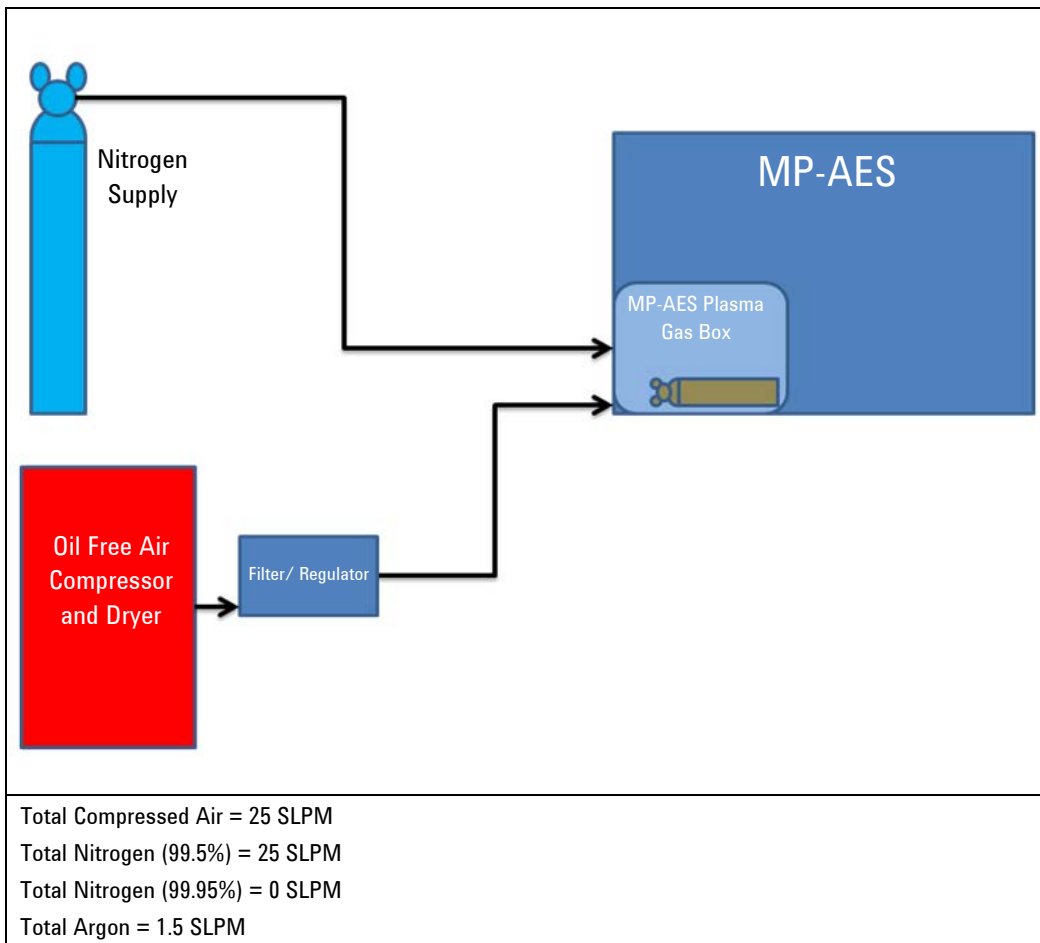 Nitrogen
Supply
MP-AES
MP-AES Plasma
Gas Box
Oil Free Air
Compressor
and Dryer
Filter/ Regulator
Total Compressed Air = 25 SLPM
Total Nitrogen (99.5%) = 25 SLPM
Total Nitrogen (99.95%) = 0 SLPM
Total Argon = 1.5 SLPM